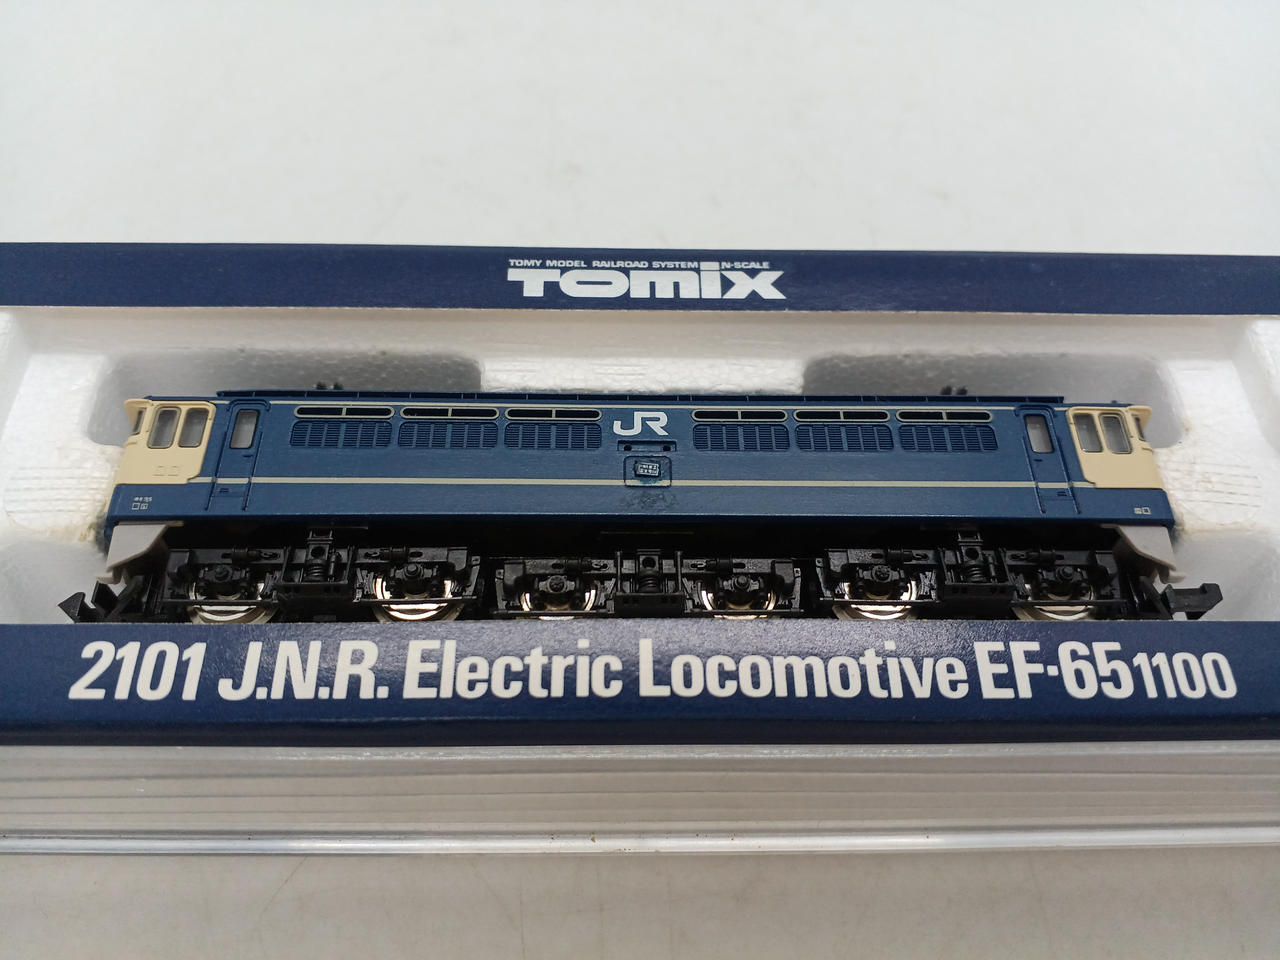 TOMY MODEL RAILROAD SYSTEM N-SCALE
TOMIX
JR
2101 J.N.R. Electric Locomotive EF·65 1100